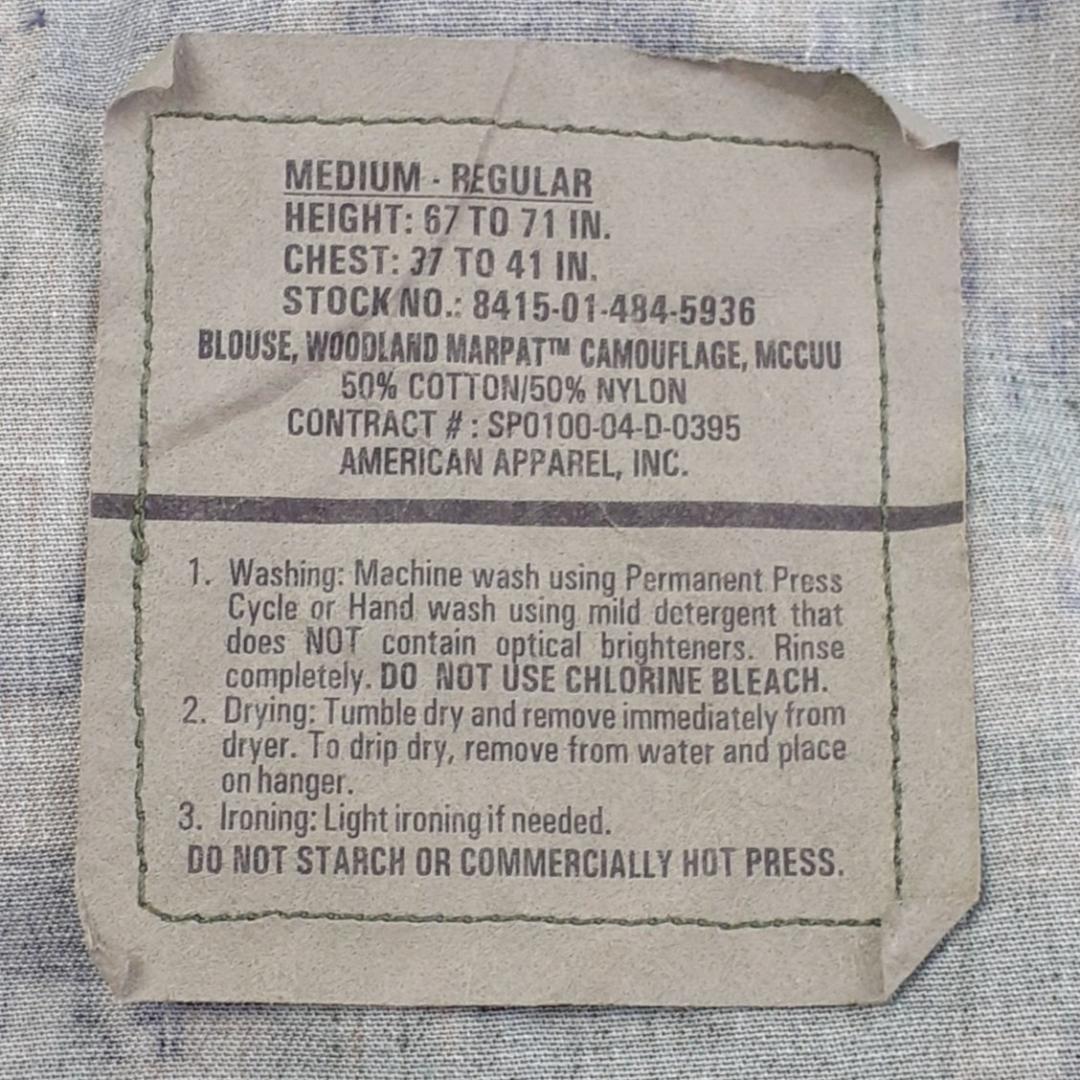 MEDIUM - REGULAR
HEIGHT: 67 TO 71 IN.
CHEST: 37 TO 41 IN.
STOCK NO.: 8415-01-484-5936
BLOUSE, WOODLAND MARPAT™ CAMOUFLAGE, MCCUU
50% COTTON/50% NYLON
CONTRACT # : SP0100-04-D-0395
AMERICAN APPAREL, INC.
1. Washing: Machine wash using Permanent Press
Cycle or Hand wash using mild detergent that
does NOT contain optical brighteners. Rinse
completely. DO NOT USE CHLORINE BLEACH.
2. Drying: Tumble dry and remove immediately from
dryer. To drip dry, remove from water and place
on hanger.
3. Ironing: Light ironing if needed.
DO NOT STARCH OR COMMERCIALLY HOT PRESS.